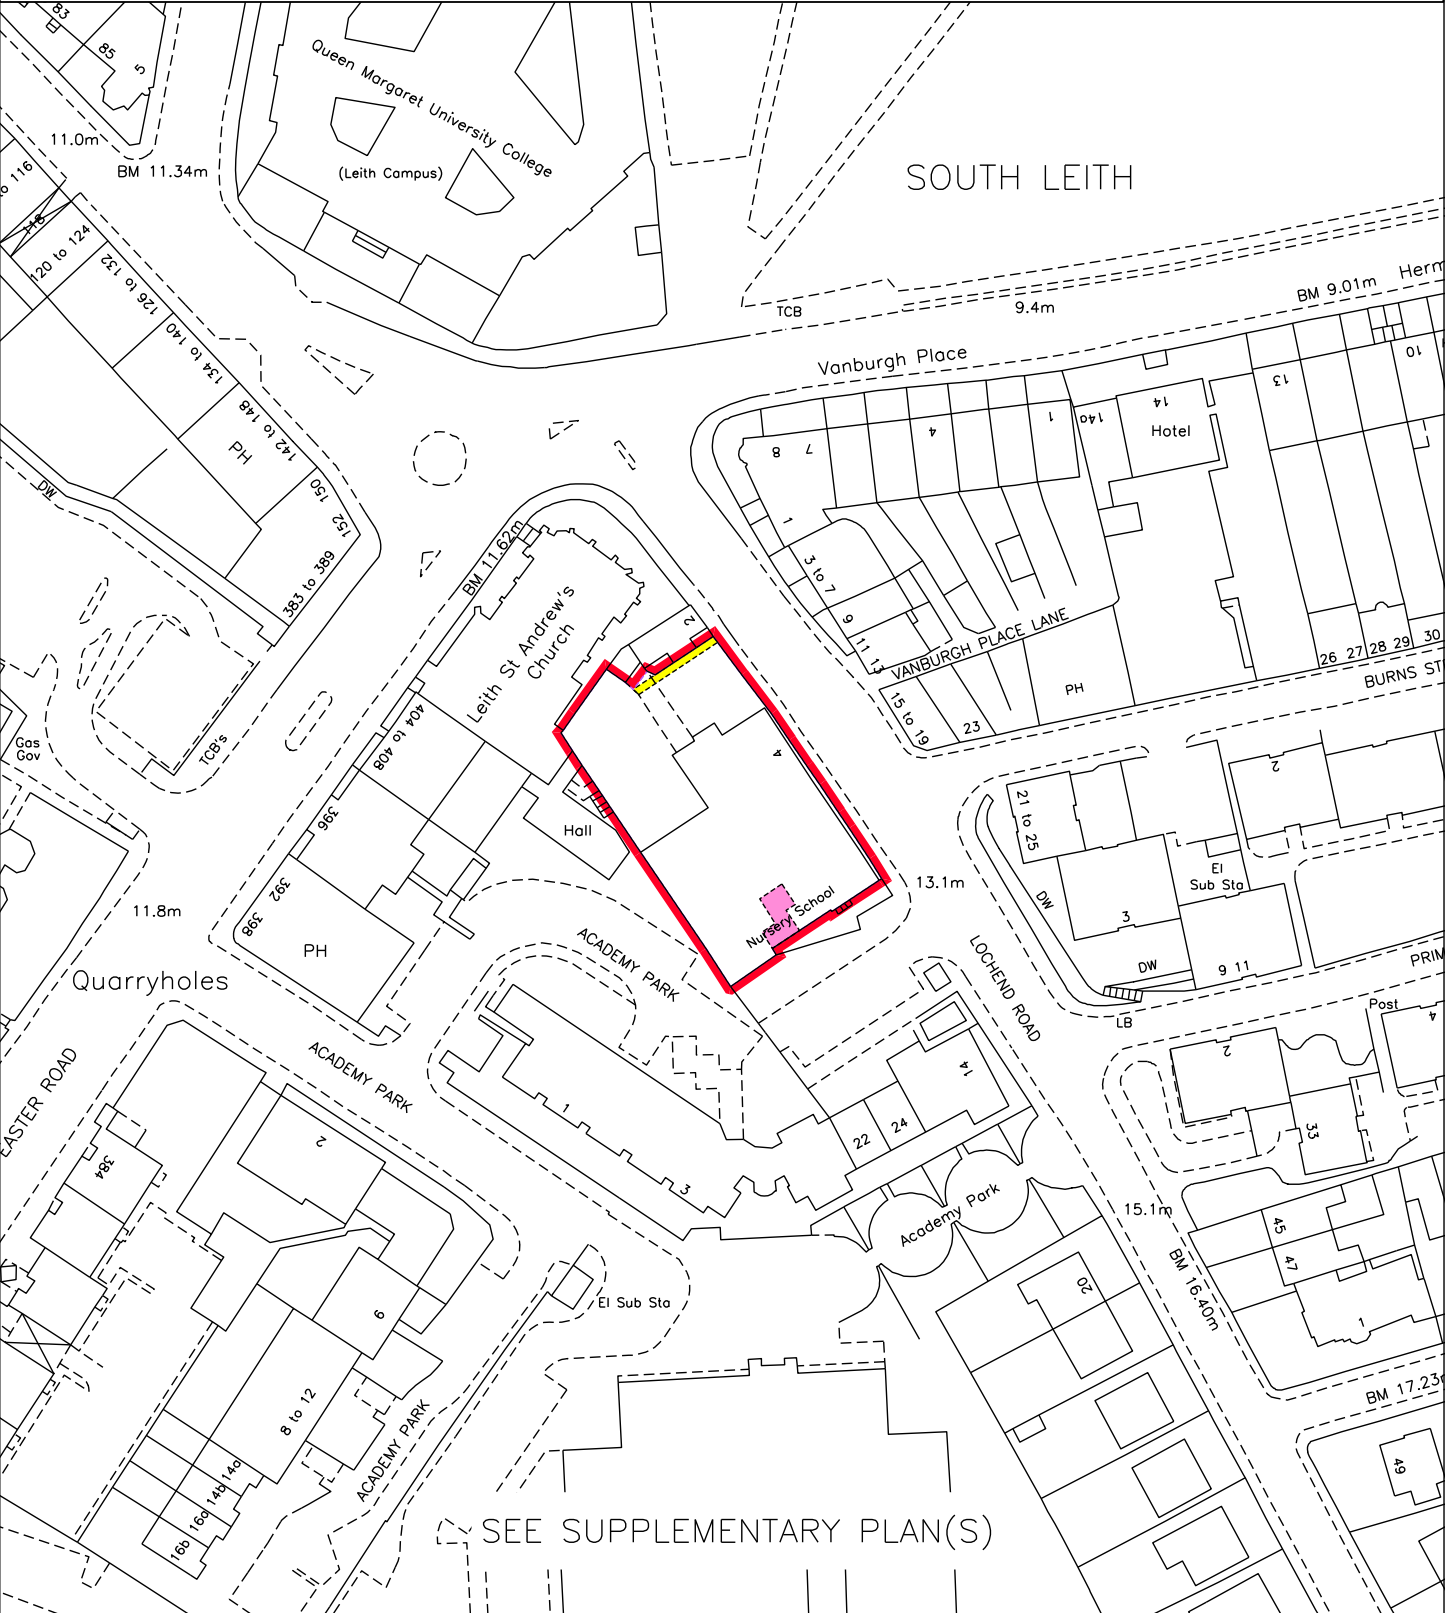 83
85
5
11.0m
BM 11.34m
Queen Margaret University College
(Leith Campus)
SOUTH LEITH
to 116
118
120 to 124
126 to 132
134 to 140
142 to 148
PH
150
152
383 to 389
DW
TCB
9.4m
BM 9.01m
Herm
Vanburgh Place
8
7
4
1
14a
14
Hotel
13
10
1
3 to 7
9
11
13
VANBURGH PLACE LANE
15 to 19
23
PH
26
27
28
29
30
BURNS ST
BM 11.62m
Leith St Andrew's
Church
2
4
404 to 408
396
392
398
PH
Hall
Nursery School
TCB's
Gas
Gov
11.8m
Quarryholes
13.1m
21 to 25
2
El
Sub Sta
DW
3
DW
9 11
LB
PRIM
Post
4
LOCHEND ROAD
ACADEMY PARK
ACADEMY PARK
EASTER ROAD
384
2
1
3
22
24
14
2
33
Academy Park
15.1m
45
47
1
BM 16.40m
BM 17.23m
20
49
El Sub Sta
6
8 to 12
14a
14b
16a
16b
ACADEMY PARK
SEE SUPPLEMENTARY PLAN(S)